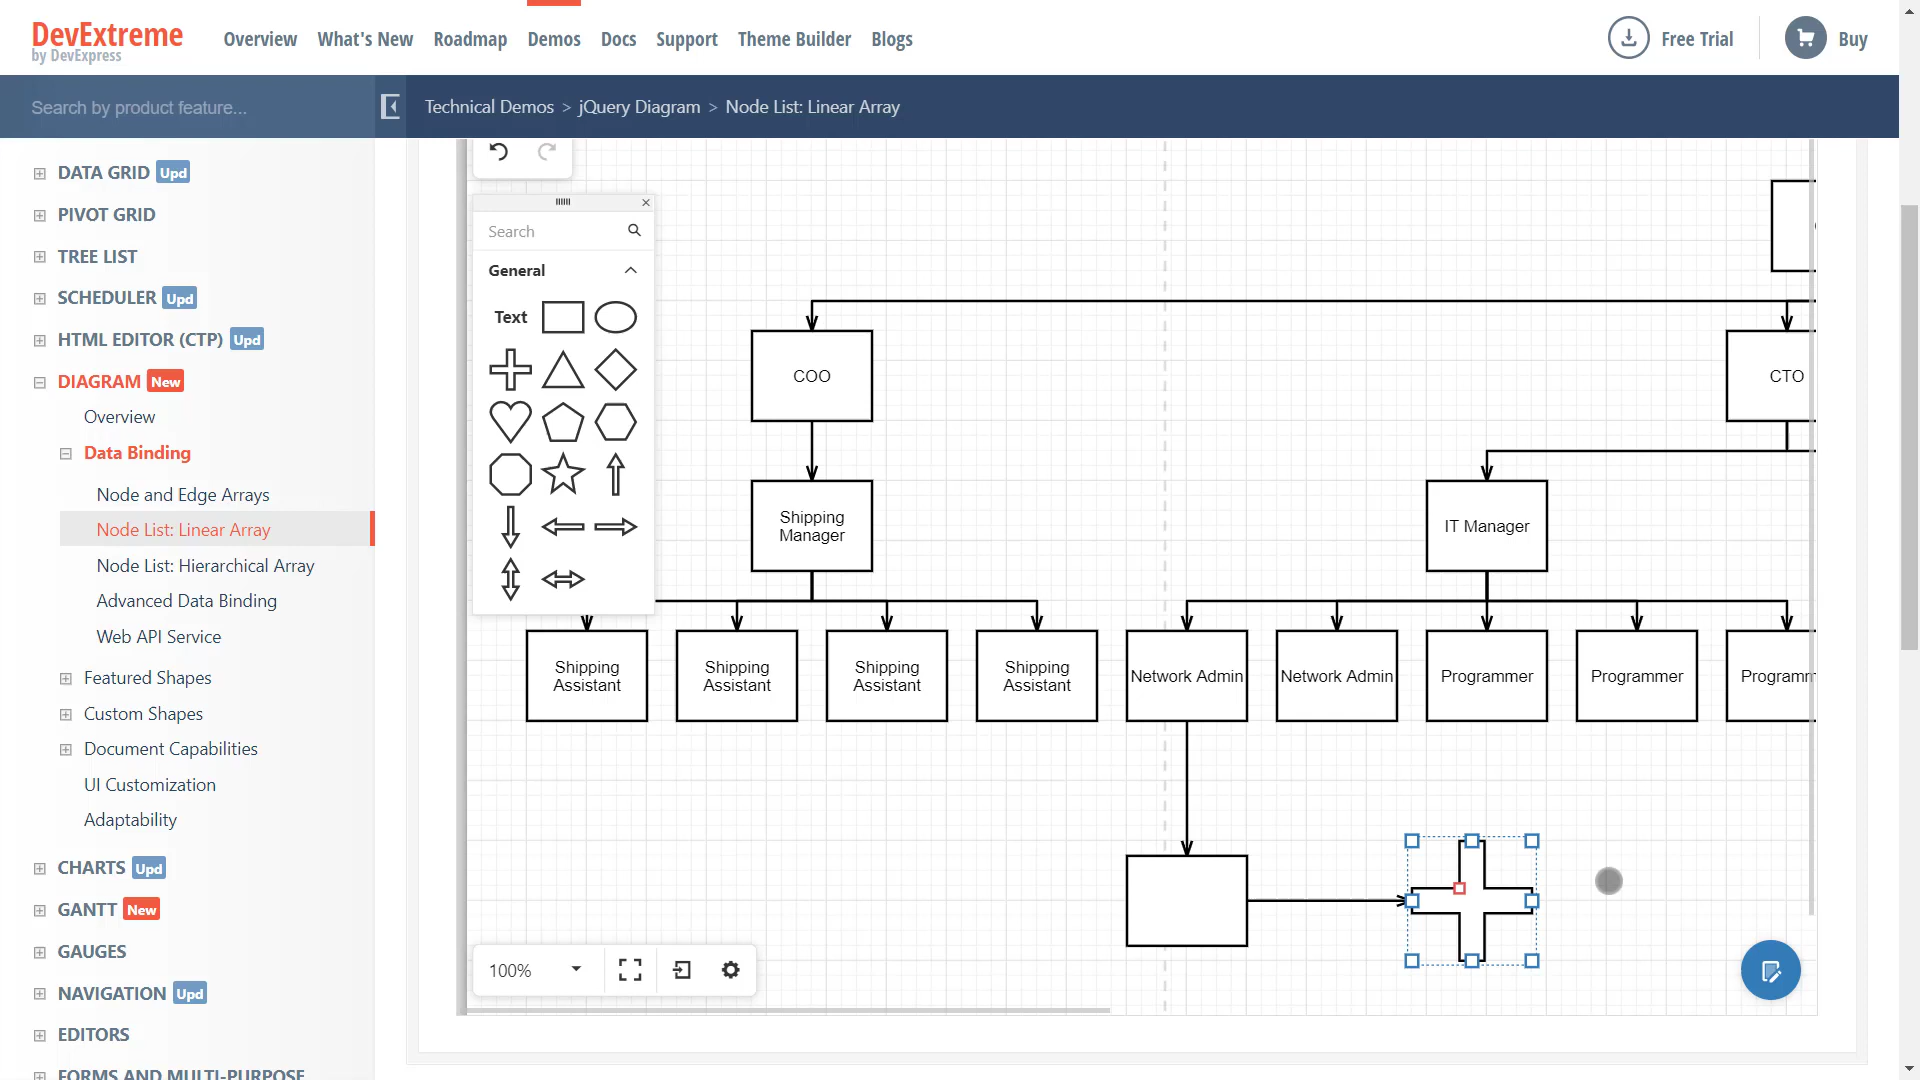 DevExtreme
by DevExpress
Overview
What's New
Roadmap
Demos
Docs
Support
Theme Builder
Blogs
Free Trial
Buy
Search by product feature...
Technical Demos > jQuery Diagram > Node List: Linear Array
DATA GRID Upd
PIVOT GRID
TREE LIST
SCHEDULER Upd
HTML EDITOR (CTP) Upd
DIAGRAM New
Overview
Data Binding
Node and Edge Arrays
Node List: Linear Array
Node List: Hierarchical Array
Advanced Data Binding
Web API Service
Featured Shapes
Custom Shapes
Document Capabilities
UI Customization
Adaptability
CHARTS Upd
GANTT New
GAUGES
NAVIGATION Upd
EDITORS
FORMS AND MULTI-PURPOSE
Search
General
Text
COO
CTO
Shipping
Manager
IT Manager
Shipping
Assistant
Shipping
Assistant
Shipping
Assistant
Shipping
Assistant
Network Admin
Network Admin
Programmer
Programmer
Programm
100%